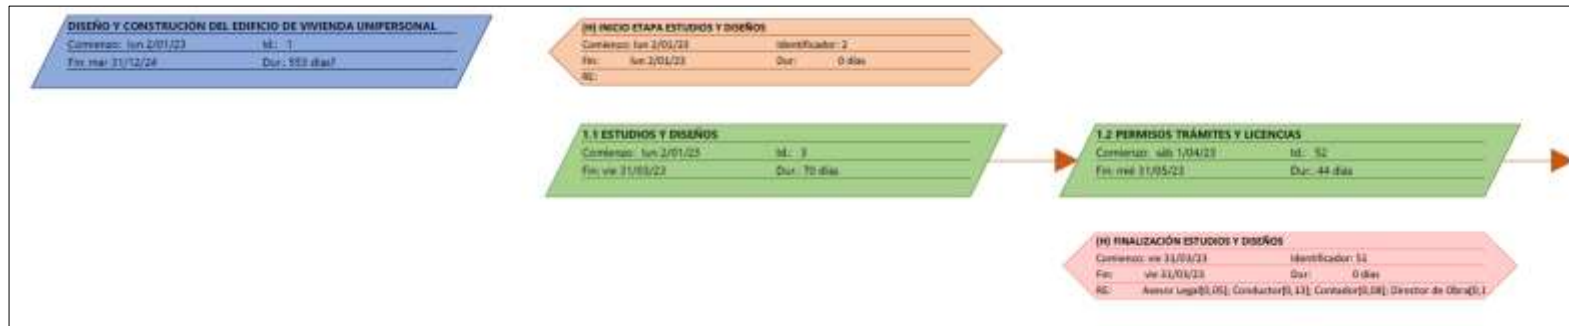 DISEÑO Y CONSTRUCIÓN DEL EDIFICIO DE VIVIENDA UNIPERSONAL
Comienzo: lun 2/01/23 Id.: 1
Fin: mar 31/12/24 Dur.: 553 días?
(H) INICIO ETAPA ESTUDIOS Y DISEÑOS
Comienzo: lun 2/01/23 Identificador: 2
Fin: lun 2/01/23 Dur: 0 días
RE:
1.1 ESTUDIOS Y DISEÑOS
Comienzo: lun 2/01/23 Id.: 3
Fin: vie 31/03/23 Dur.: 70 días
1.2 PERMISOS TRÁMITES Y LICENCIAS
Comienzo: sáb 1/04/23 Id.: 52
Fin: mié 31/05/23 Dur.: 44 días
(H) FINALIZACIÓN ESTUDIOS Y DISEÑOS
Comienzo: vie 31/03/23 Identificador: 51
Fin: vie 31/03/23 Dur: 0 días
RE: Asesor Legal[0,05]; Conductor[0,13]; Contador[0,08]; Director de Obra[0,1